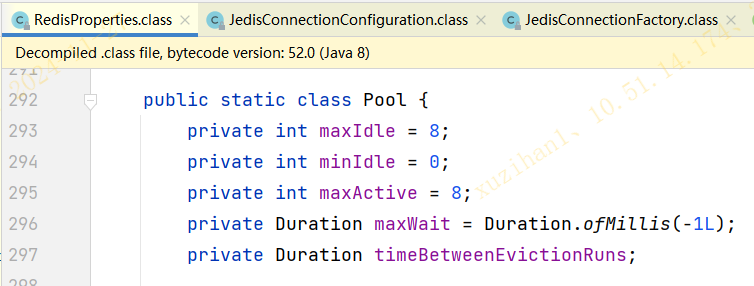 RedisProperties.class × JedisConnectionConfiguration.class × JedisConnectionFactory.class ×
Decompiled .class file, bytecode version: 52.0 (Java 8)
291
292 public static class Pool {
293 private int maxIdle = 8;
294 private int minIdle = 0;
295 private int maxActive = 8;
296 private Duration maxWait = Duration.ofMillis(-1L);
297 private Duration timeBetweenEvictionRuns;
298